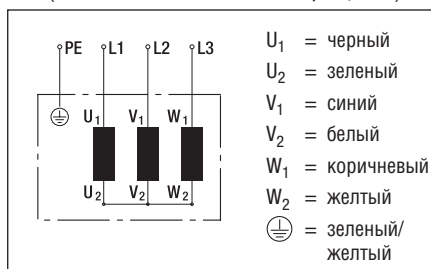 PE L1 L2 L3
U1 V1 W1
U2 V2 W2
U1 = черный
U2 = зеленый
V1 = синий
V2 = белый
W1 = коричневый
W2 = желтый
= зеленый/
желтый